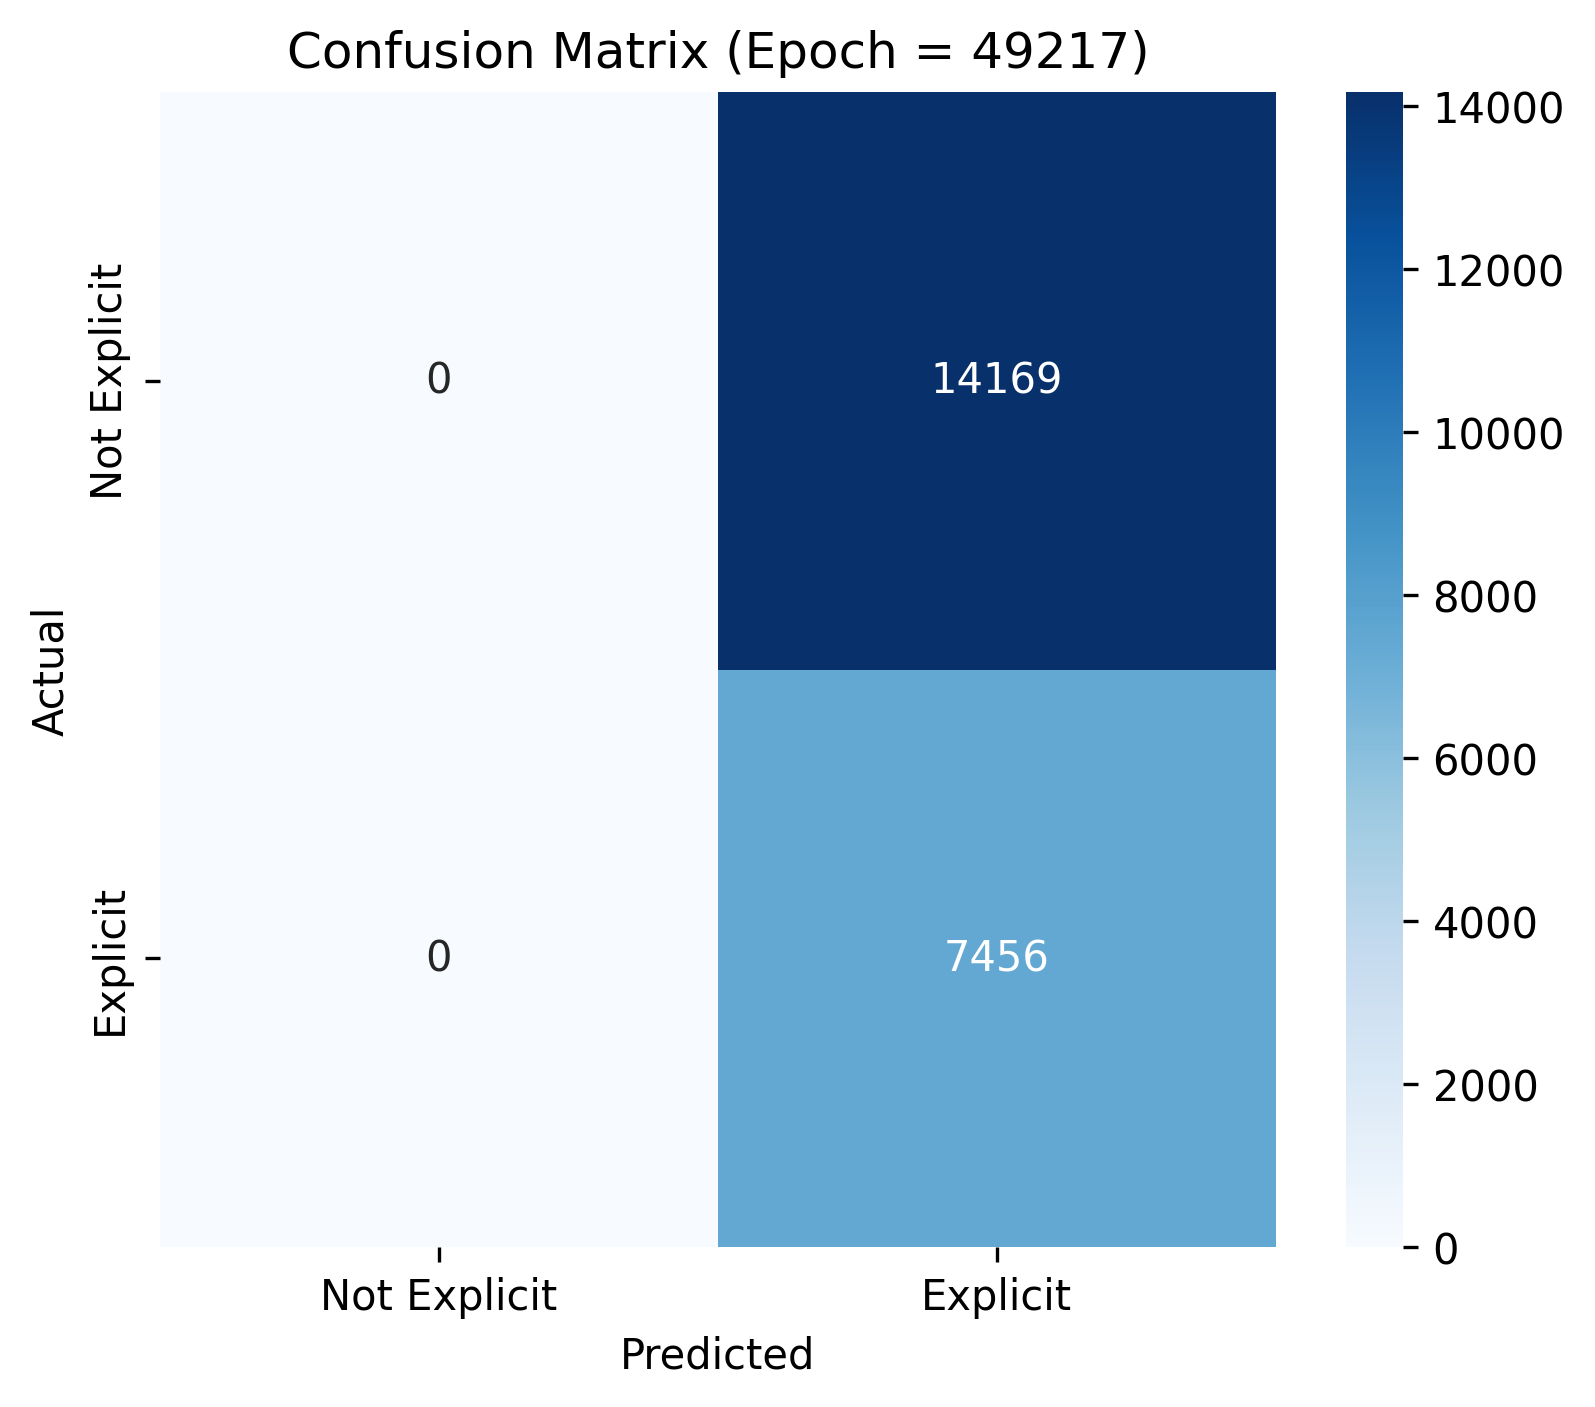 Confusion Matrix (Epoch = 49217)
Actual
Not Explicit
Explicit
0
14169
0
7456
Not Explicit
Explicit
Predicted
14000
12000
10000
8000
6000
4000
2000
0